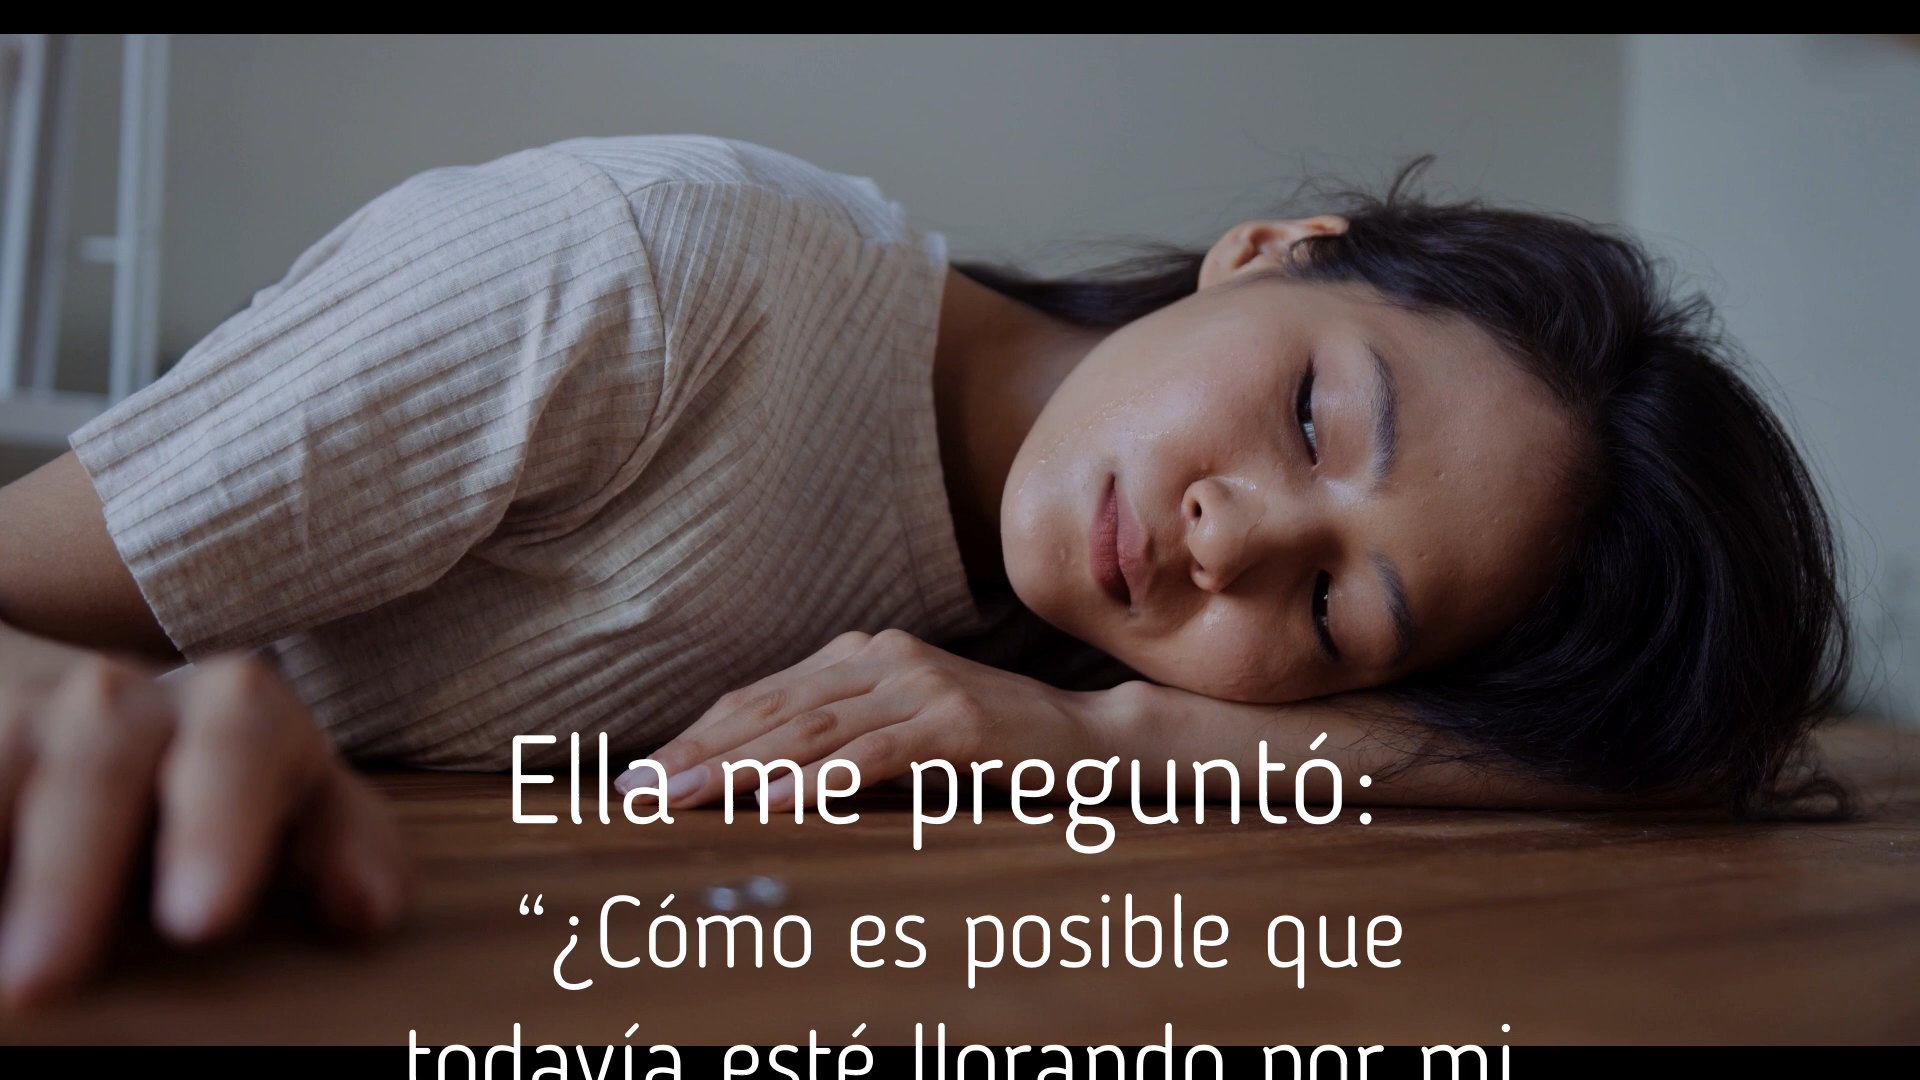 Ella me preguntó:
“¿Cómo es posible que
todavía esté llorando por mi